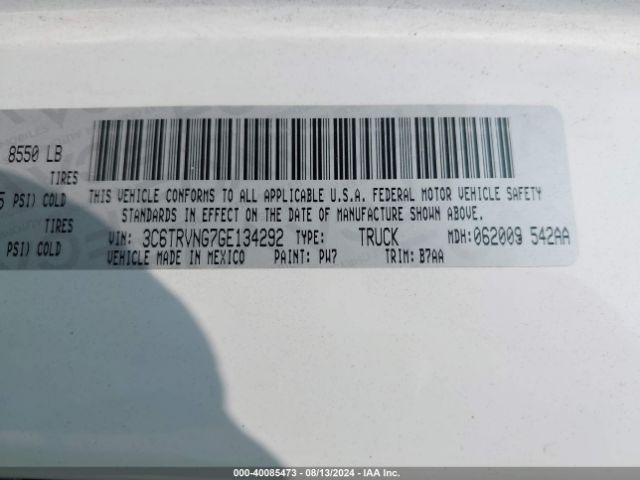 8550 LB
TIRES
5 PSI) COLD
TIRES
PSI) COLD
THIS VEHICLE CONFORMS TO ALL APPLICABLE U.S.A. FEDERAL MOTOR VEHICLE SAFETY
STANDARDS IN EFFECT ON THE DATE OF MANUFACTURE SHOWN ABOVE.
VIN: 3C6TRVNG7GE134292 TYPE: TRUCK MDH: 062009 542AA
VEHICLE MADE IN MEXICO PAINT: PW7 TRIM: B7AA
000-40085473 - 08/13/2024 - IAA Inc.